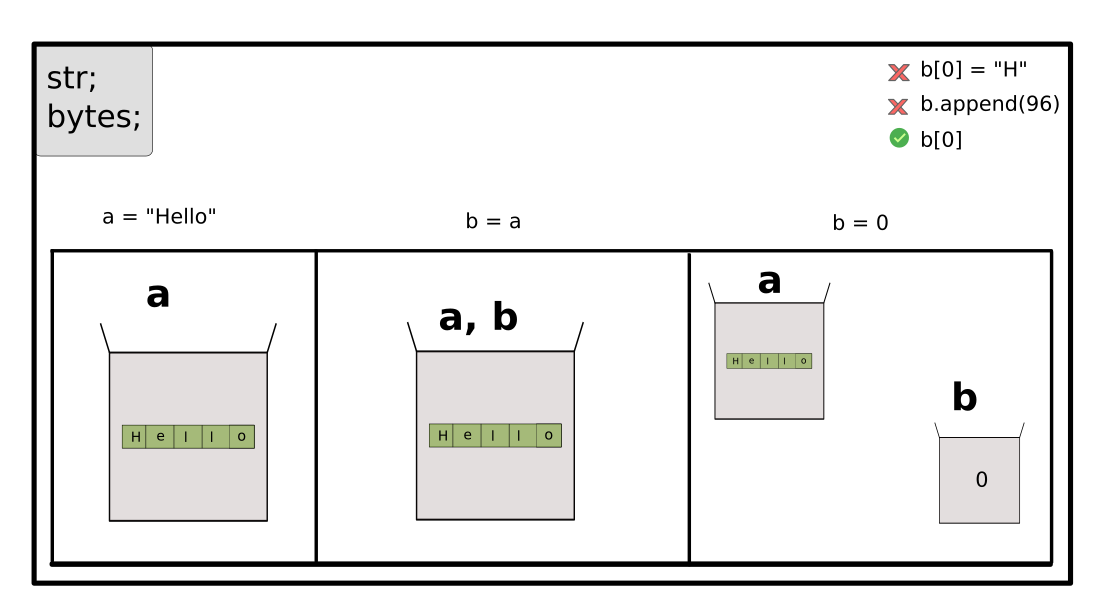 str;
bytes;
b[0] = "H"
b.append(96)
b[0]
a = "Hello"
b = a
b = 0
a
H e l l o
a, b
H e l l o
a
H e l l o
b
0